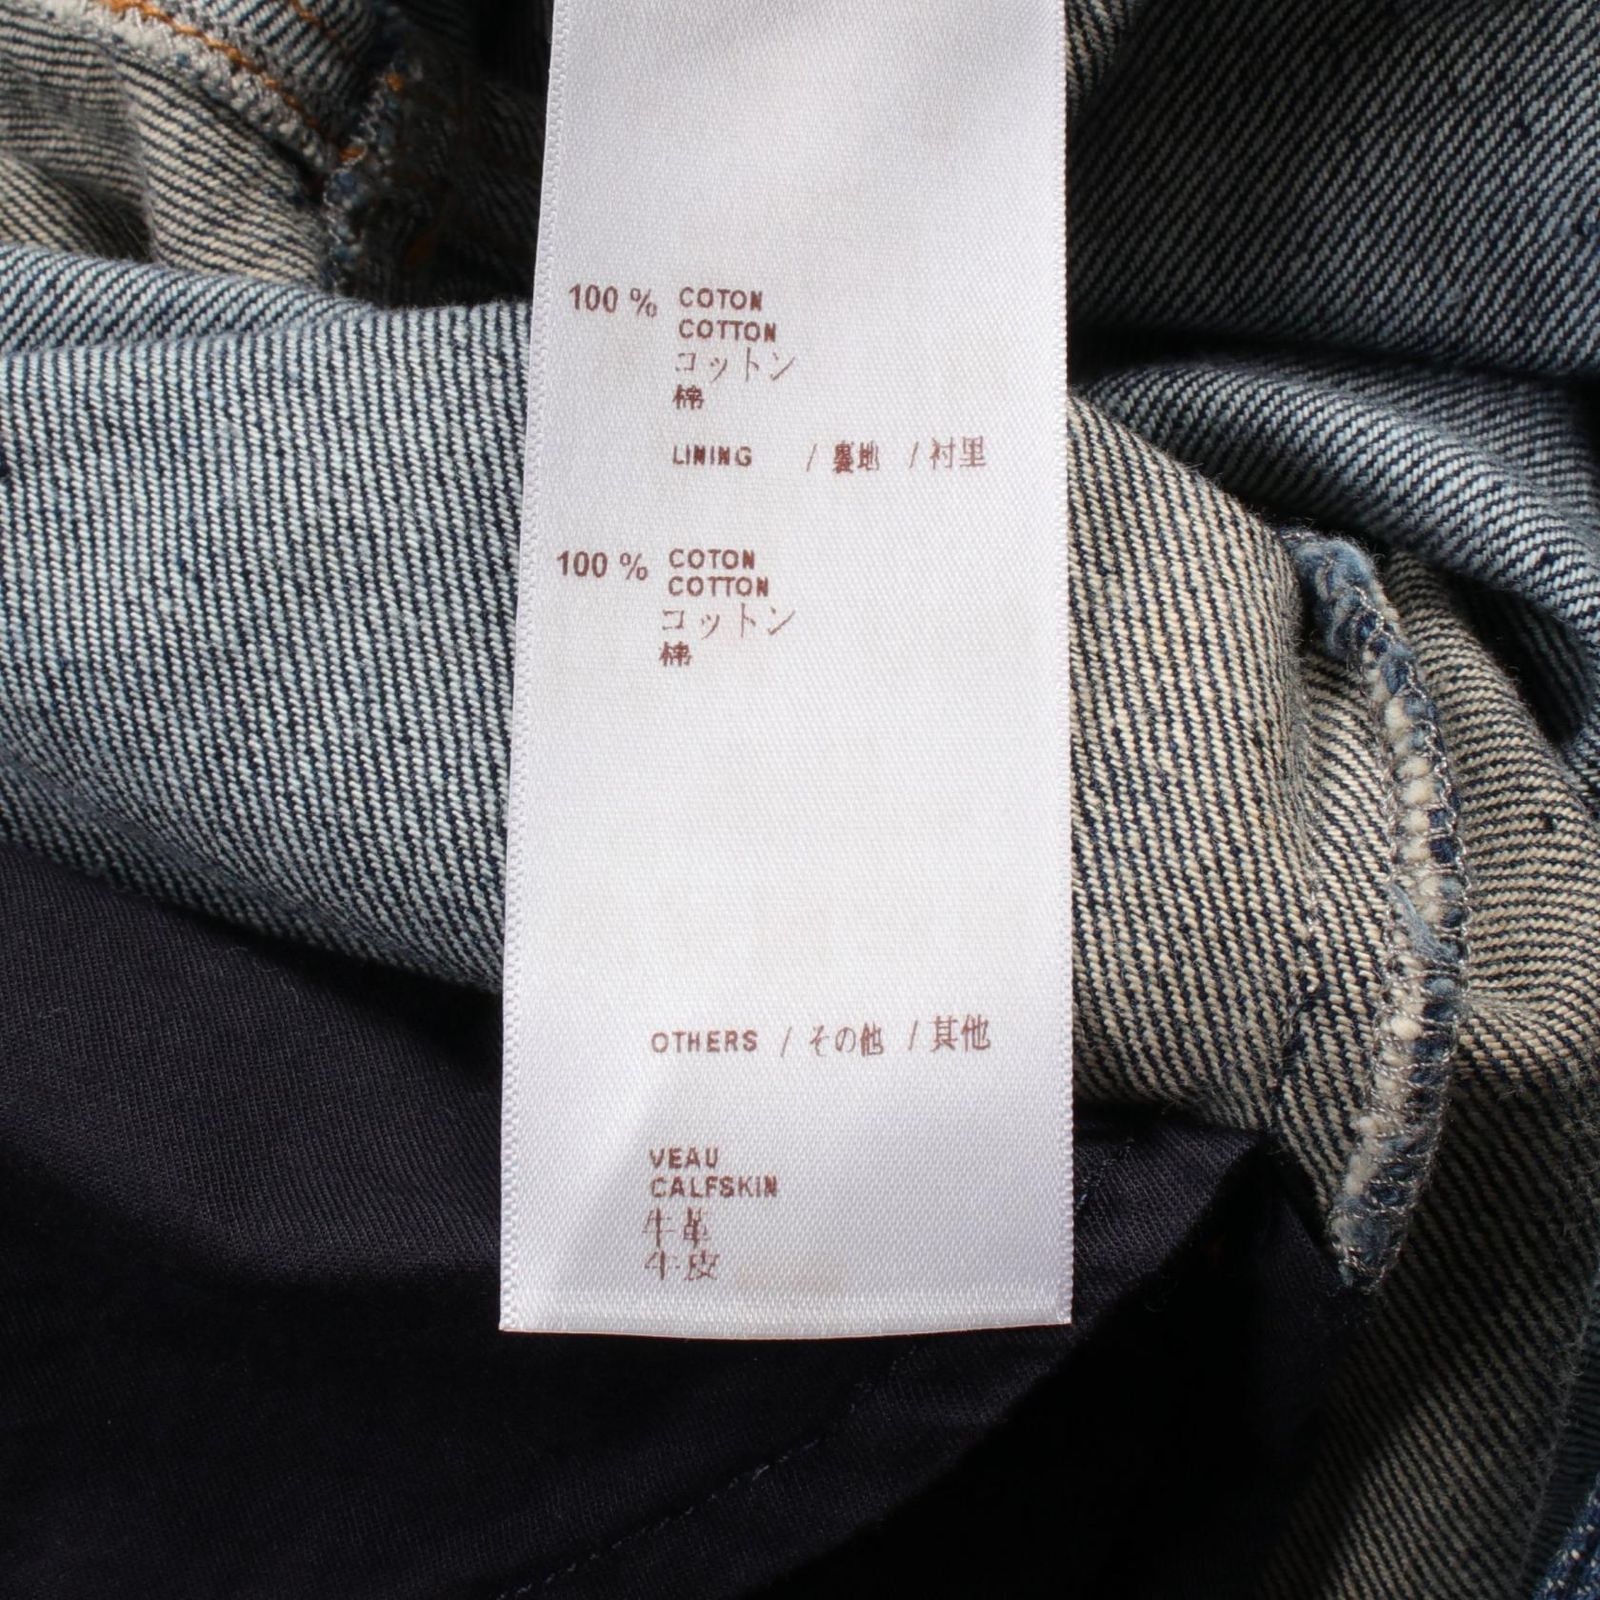 100 % COTON
COTTON
コットン
棉
LINING / 裏地 / 衬里
100 % COTON
COTTON
コットン
棉
OTHERS / その他 / 其他
VEAU
CALFSKIN
牛革
牛皮